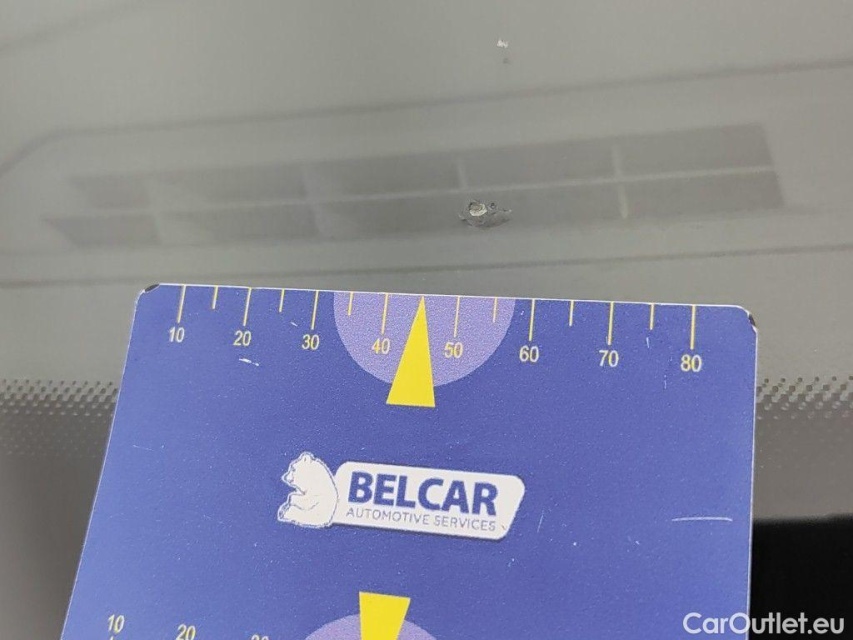 10 20 30 40 50 60 70 80
BELCAR
AUTOMOTIVE SERVICES
10 20
CarOutlet.eu